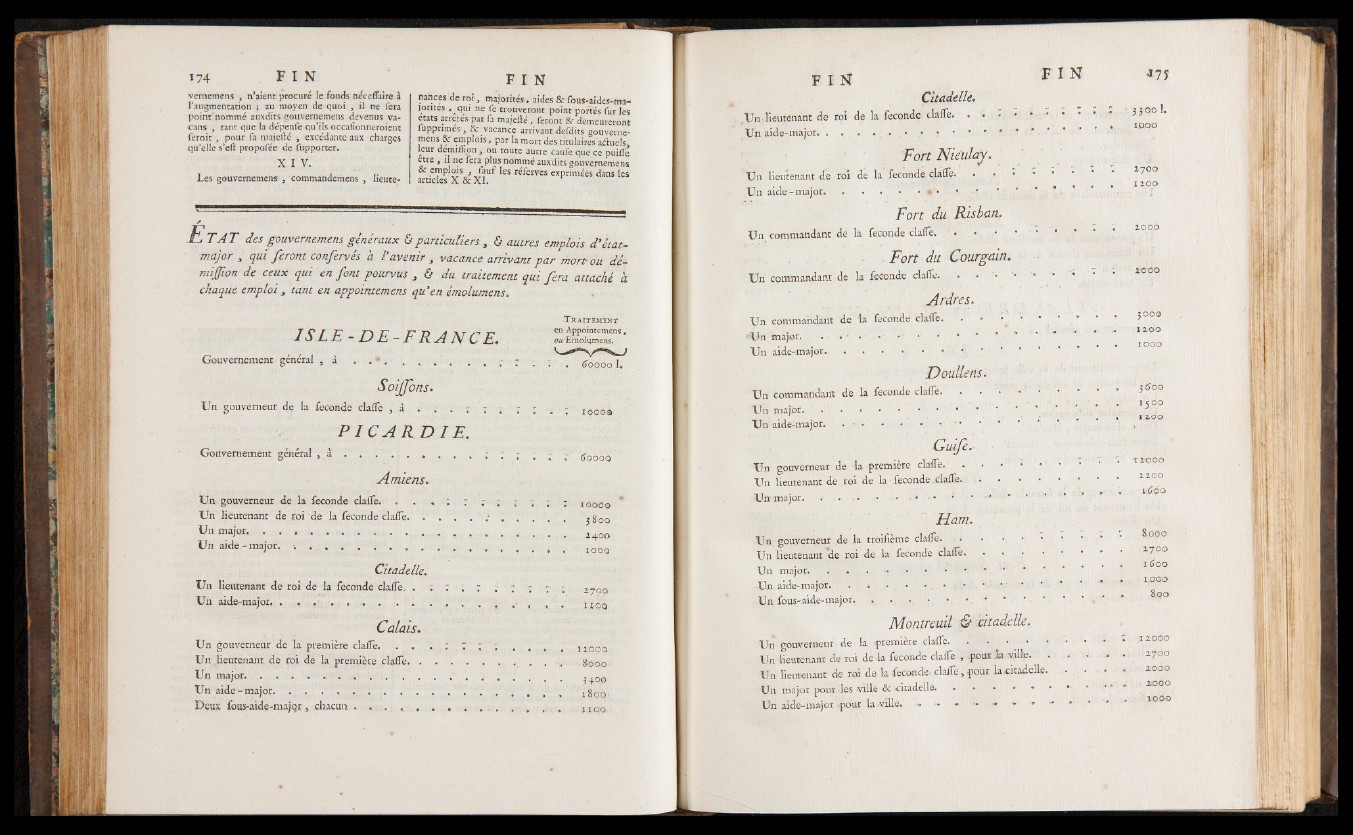 174 FIN FIN
vernemens , n'aient procuré le fonds nécessaire à
l'augmentation ; au moyen de quoi , il ne sera
point nommé auxdits gouvernemens devenus va-
cans , tant que la dépense qu'ils occasionneroient
seroit , pour sa majesté , excédante aux charges
qu'elle s'est proposée de supporter.
XIV.
Les gouvernemens , commandemens , lieute-
nances de roi , majorités , aides & sous-aides-ma-
jorités , qui ne se trouveront point portés sur les
états arrêtés par sa majesté , seront & demeureront
supprimés , & vacance arrivant desdits gouverne-
mens & emplois , par la mort des titulaires actuels,
leur démission , ou toute autre cause que ce puisse
être , il ne sera plus nommé auxdits gouvernemens
& emplois , sauf les réserves exprimées dans les
articles X & XI.
ÉTAT des gouvernemens généraux & particuliers , & autres emplois d'état-
major , qui seront conservés à l'avenir , vacance arrivant par mort ou dé-
mission de ceux qui en sont pourvus , & du traitement qui sera attaché à
chaque emploi , tant en appointemens qu'en émolumens.
TRAITEMENT
en Appointemens,
ou Emolumens.
ISLE-DE-FRANCE.
Gouvernement général , à . . . . . . . . . . . . . 60000 l.
Soissons.
Un gouverneur de la seconde classe , à . . . . . . . . . 10000
PICARDIE.
Gouvernement général , à . . . . . . . . . . . . . 60000
Amiens.
Un gouverneur de la seconde classe. . . . . . . . . . 10000
Un lieutenant de roi de la seconde classe. . . . . . . . . 3800
Un major. . . . . . . . . . . . . . . . . 2400
Un aide-major. . . . . . . . . . . . . . . . 1000
Citadelle.
Un lieutenant de roi de la seconde classe. . . . . . . . . 2700
Un aide-major. . . . . . . . . . . . . . . . 1100
Calais.
Un gouverneur de la première classe. . . . . . . . . . 12000
Un lieutenant de roi de la première classe. . . . . . . . . 8000
Un major. . . . . . . . . . . . . . . . . 3400
Un aide-major. . . . . . . . . . . . . . . . 1800
Deux sous-aide-major , chacun . . . . . . . . . . . . 1100
FIN FIN 175
Citadelle.
Un lieutenant de roi de la seconde classe. . . . . . . . . 3300 l.
Un aide-major. . . . . . . . . . . . . . . . 1000
Fort Nieulay.
Un lieutenant de roi de la seconde classe. . . . . . . . . 2700
Un aide-major. . . . . . . . . . . . . . . . 1200
Fort du Risban.
Un commandant de la seconde classe. . . . . . . . . . 2000
Fort du Courgain.
Un commandant de la seconde classe. . . . . . . . . . 2000
Ardres.
Un commandant de la seconde classe. . . . . . . . . . 3000
Un major. . . . . . . . . . . . . . . . . 1200
Un aide-major. . . . . . . . . . . . . . . . 1000
Doullens.
Un commandant de la seconde classe. . . . . . . . . . 3600
Un major. . . . . . . . . . . . . . . . . 1500
Un aide-major. . . . . . . . . . . . . . . . 1200
Guise.
Un gouverneur de la première classe. . . . . . . . . . 12000
Un lieutenant de roi de la seconde classe. . . . . . . . . 2200
Un major. . . . . . . . . . . . . . . . . 1600
Ham.
Un gouverneur de la troisième classe. . . . . . . . . . 8000
Un lieutenant de roi de la seconde classe. . . . . . . . . 2700
Un major. . . . . . . . . . . . . . . . . 1600
Un aide-major. . . . . . . . . . . . . . . . 1000
Un sous-aide-major. . . . . . . . . . . . . . . 800
Montreuil & citadelle.
Un gouverneur de la première classe. . . . . . . . . . 12000
Un lieutenant de roi de la seconde classe , pour la ville. . . . . . 2700
Un lieutenant de roi de la seconde classe , pour la citadelle. . . . . 2000
Un major pour les ville & citadelle. . . . . . . . . . . 2000
Un aide-major pour la ville. . . . . . . . . . . . . 1000